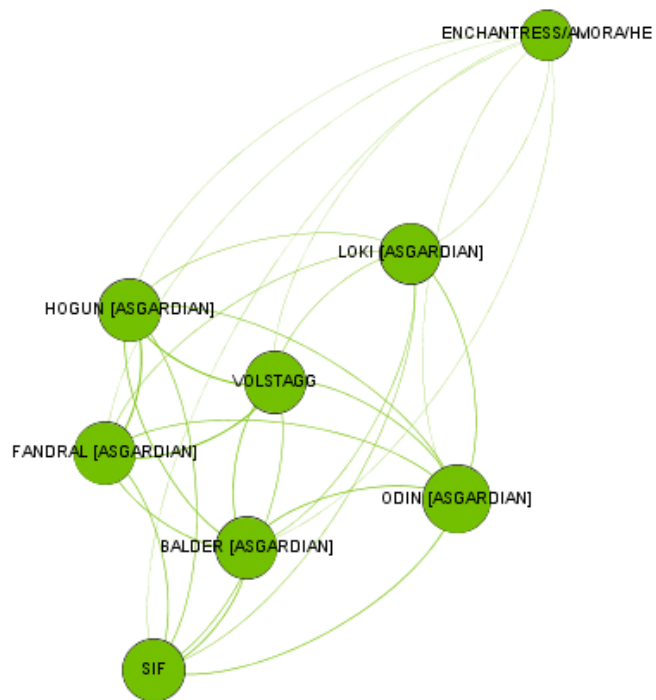 ENCHANTRESS/AMORA/HE
LOKI [ASGARDIAN]
HOGUN [ASGARDIAN]
VOLSTAGG
FANDRAL [ASGARDIAN]
ODIN [ASGARDIAN]
BALDER [ASGARDIAN]
SIF